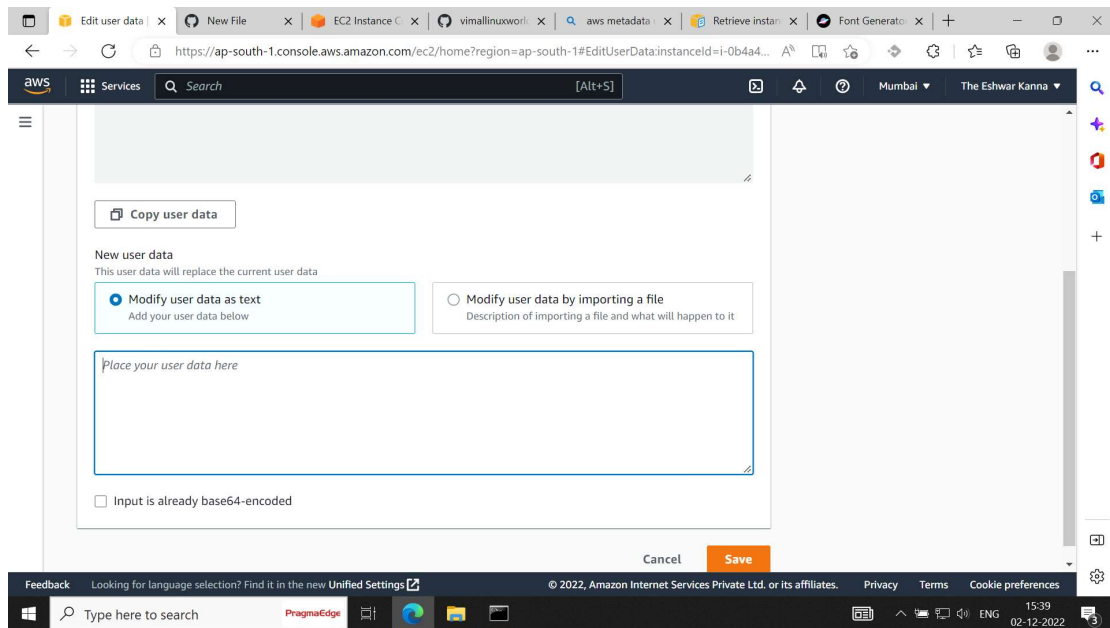 Edit user data
New File
EC2 Instance C
vimallinuxworl
aws metadata
Retrieve instan
Font Generato
https://ap-south-1.console.aws.amazon.com/ec2/home?region=ap-south-1#EditUserData:instanceId=i-0b4a4...
aws
Services
Search
[Alt+S]
Mumbai
The Eshwar Kanna
Copy user data
New user data
This user data will replace the current user data
Modify user data as text
Add your user data below
Modify user data by importing a file
Description of importing a file and what will happen to it
Place your user data here
Input is already base64-encoded
Cancel
Save
Feedback
Looking for language selection? Find it in the new Unified Settings
© 2022, Amazon Internet Services Private Ltd. or its affiliates.
Privacy
Terms
Cookie preferences
Type here to search
PragmaEdge
ENG
15:39
02-12-2022
3